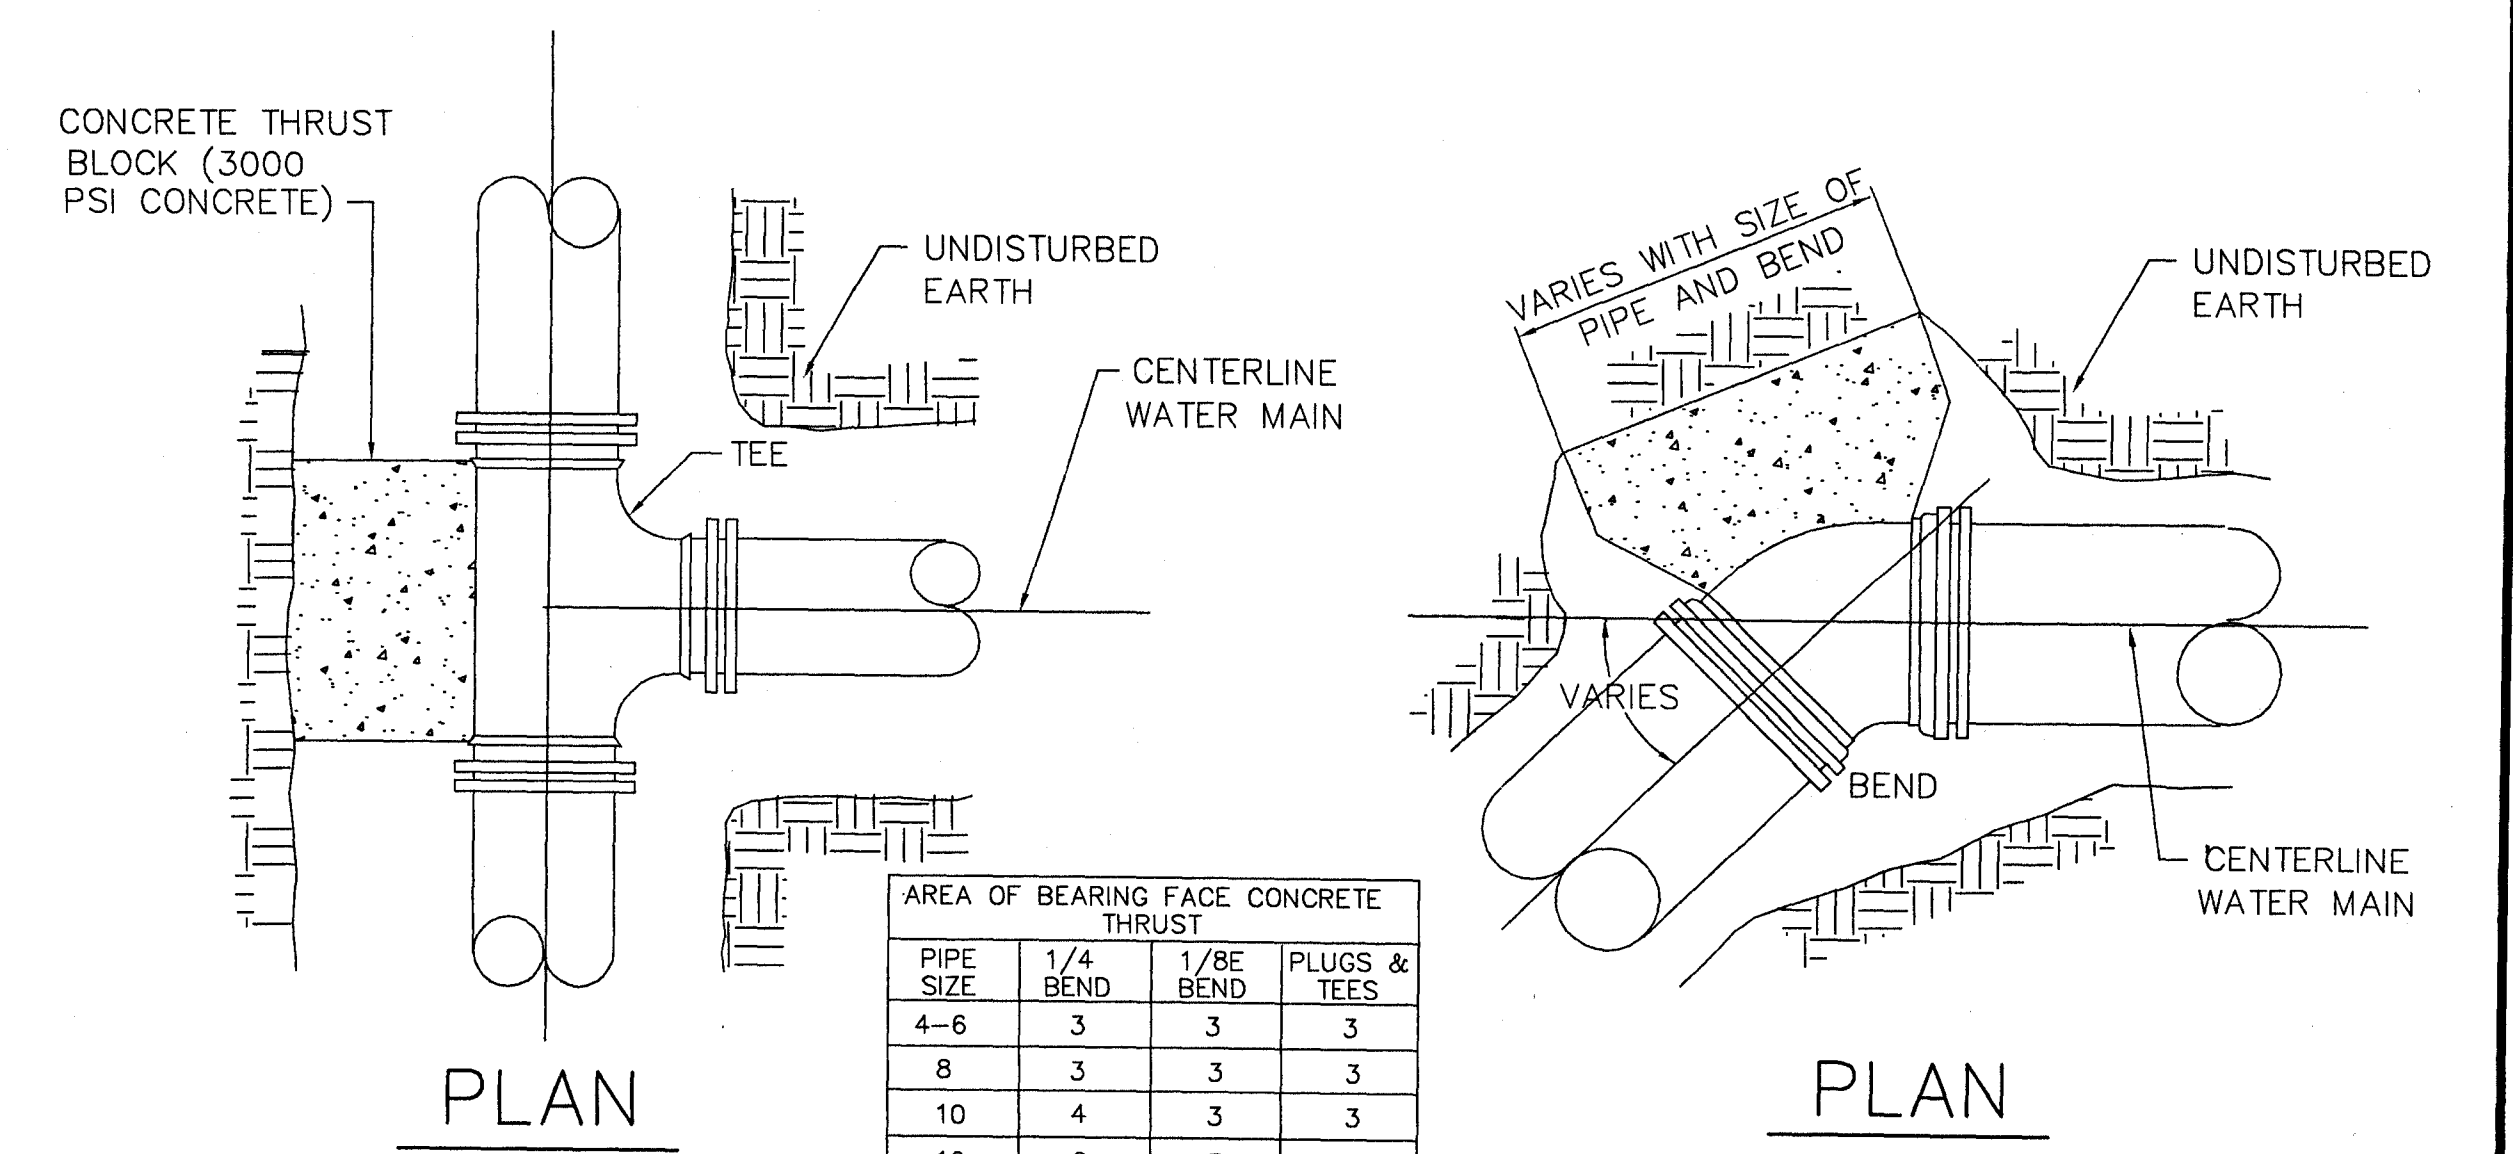 CONCRETE THRUST
BLOCK (3000
PSI CONCRETE)
UNDISTURBED
EARTH
CENTERLINE
WATER MAIN
TEE
PLAN
VARIES WITH SIZE OF
PIPE AND BEND
UNDISTURBED
EARTH
VARIES
BEND
CENTERLINE
WATER MAIN
PLAN
AREA OF BEARING FACE CONCRETE
THRUST
PIPE SIZE 1/4 BEND 1/8E BEND PLUGS & TEES
4-6 3 3 3
8 3 3 3
10 4 3 3